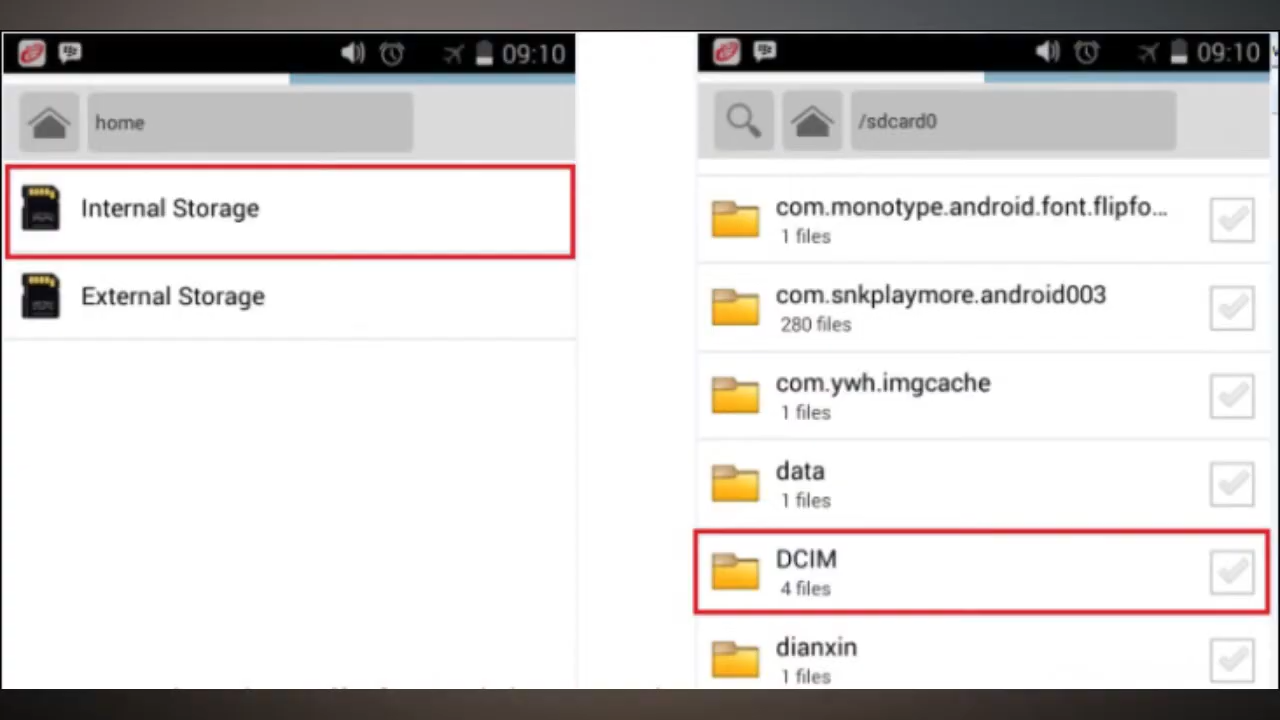 09:10
home
Internal Storage
External Storage
09:10
/sdcard0
com.monotype.android.font.flipfo...
1 files
com.snkplaymore.android003
280 files
com.ywh.imgcache
1 files
data
1 files
DCIM
4 files
dianxin
1 files